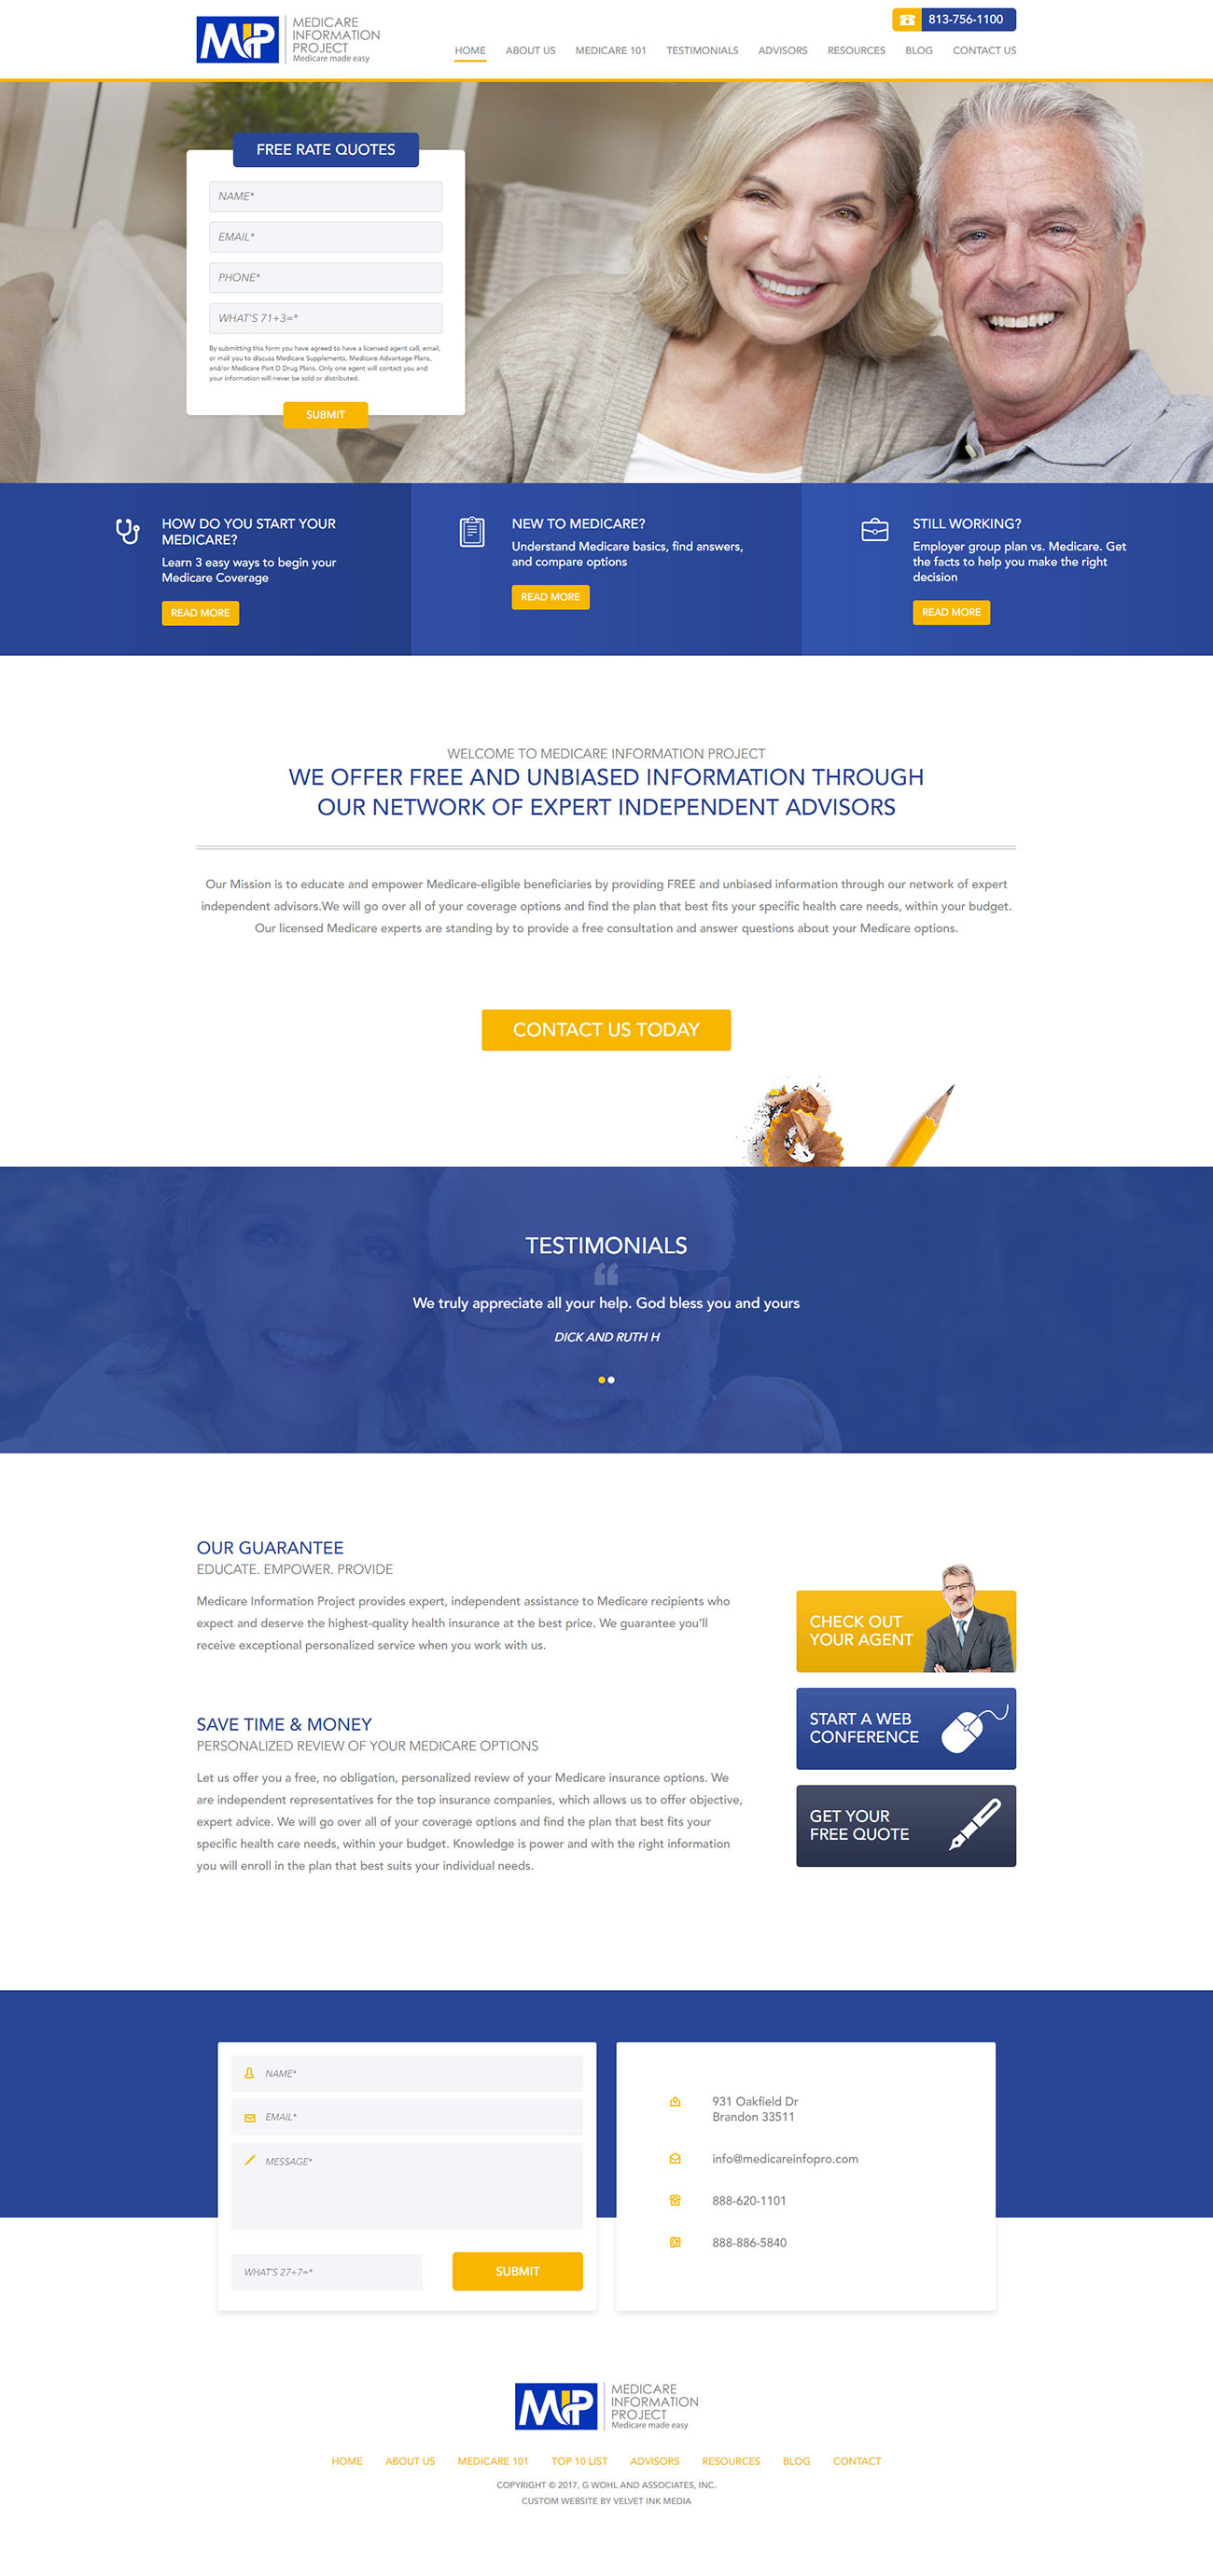 MIP
MEDICARE
INFORMATION
PROJECT
Medicare made easy
813-756-1100
HOME ABOUT US MEDICARE 101 TESTIMONIALS ADVISORS RESOURCES BLOG CONTACT US
FREE RATE QUOTES
NAME*
EMAIL*
PHONE*
WHAT'S 71+3=*
By submitting this form you have agreed to have a licensed agent call, email,
or mail you to discuss Medicare Supplements, Medicare Advantage Plans,
and/or Medicare Part D Drug Plans. Only one agent will contact you and
your information will never be sold or distributed.
SUBMIT
HOW DO YOU START YOUR
MEDICARE?
Learn 3 easy ways to begin your
Medicare Coverage
READ MORE
NEW TO MEDICARE?
Understand Medicare basics, find answers,
and compare options
READ MORE
STILL WORKING?
Employer group plan vs. Medicare. Get
the facts to help you make the right
decision
READ MORE
WELCOME TO MEDICARE INFORMATION PROJECT
WE OFFER FREE AND UNBIASED INFORMATION THROUGH
OUR NETWORK OF EXPERT INDEPENDENT ADVISORS
Our Mission is to educate and empower Medicare-eligible beneficiaries by providing FREE and unbiased information through our network of expert
independent advisors.We will go over all of your coverage options and find the plan that best fits your specific health care needs, within your budget.
Our licensed Medicare experts are standing by to provide a free consultation and answer questions about your Medicare options.
CONTACT US TODAY
TESTIMONIALS
“
We truly appreciate all your help. God bless you and yours
DICK AND RUTH H
OUR GUARANTEE
EDUCATE. EMPOWER. PROVIDE
Medicare Information Project provides expert, independent assistance to Medicare recipients who
expect and deserve the highest-quality health insurance at the best price. We guarantee you'll
receive exceptional personalized service when you work with us.
SAVE TIME & MONEY
PERSONALIZED REVIEW OF YOUR MEDICARE OPTIONS
Let us offer you a free, no obligation, personalized review of your Medicare insurance options. We
are independent representatives for the top insurance companies, which allows us to offer objective,
expert advice. We will go over all of your coverage options and find the plan that best fits your
specific health care needs, within your budget. Knowledge is power and with the right information
you will enroll in the plan that best suits your individual needs.
CHECK OUT
YOUR AGENT
START A WEB
CONFERENCE
GET YOUR
FREE QUOTE
NAME*
EMAIL*
MESSAGE*
WHAT'S 27+7=*
SUBMIT
931 Oakfield Dr
Brandon 33511
info@medicareinfopro.com
888-620-1101
888-886-5840
MIP
MEDICARE
INFORMATION
PROJECT
Medicare made easy
HOME ABOUT US MEDICARE 101 TOP 10 LIST ADVISORS RESOURCES BLOG CONTACT
COPYRIGHT © 2017, G WOHL AND ASSOCIATES, INC.
CUSTOM WEBSITE BY VELVET INK MEDIA